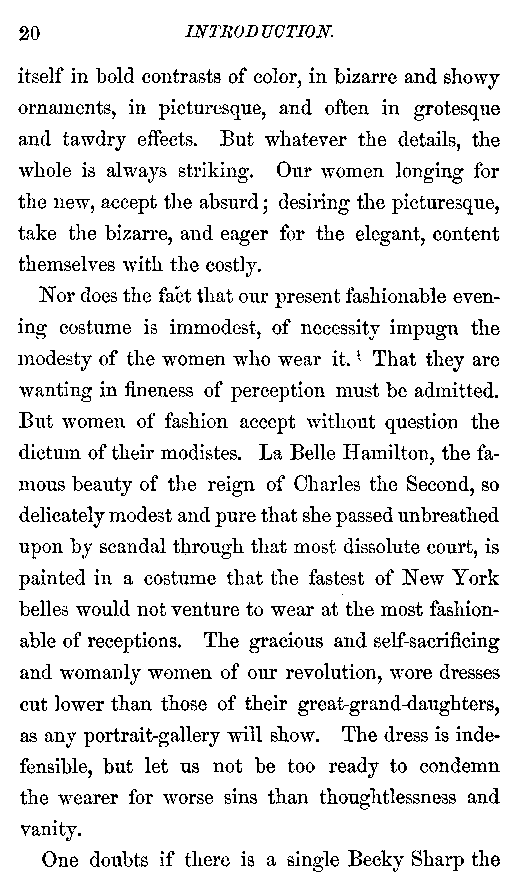 20 INTRODUCTION.
itself in bold contrasts of color, in bizarre and showy
ornaments, in picturesque, and often in grotesque
and tawdry effects. But whatever the details, the
whole is always striking. Our women longing for
the new, accept the absurd; desiring the picturesque,
take the bizarre, and eager for the elegant, content
themselves with the costly.
Nor does the fact that our present fashionable even-
ing costume is immodest, of necessity impugn the
modesty of the women who wear it. That they are
wanting in fineness of perception must be admitted.
But women of fashion accept without question the
dictum of their modistes. La Belle Hamilton, the fa-
mous beauty of the reign of Charles the Second, so
delicately modest and pure that she passed unbreathed
upon by scandal through that most dissolute court, is
painted in a costume that the fastest of New York
belles would not venture to wear at the most fashion-
able of receptions. The gracious and self-sacrificing
and womanly women of our revolution, wore dresses
cut lower than those of their great-grand-daughters,
as any portrait-gallery will show. The dress is inde-
fensible, but let us not be too ready to condemn
the wearer for worse sins than thoughtlessness and
vanity.
One doubts if there is a single Becky Sharp the